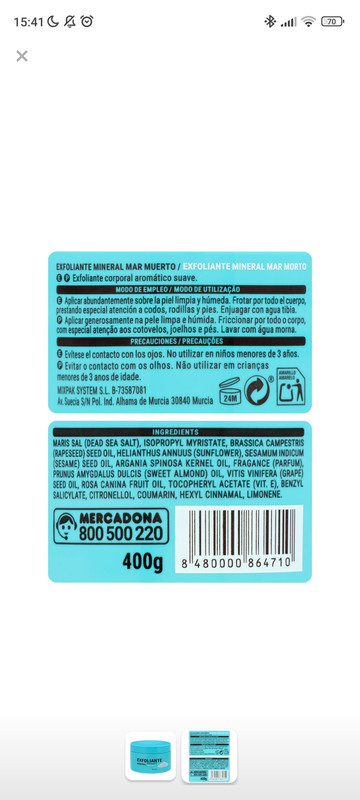 15:41
70
EXFOLIANTE MINERAL MAR MUERTO / EXFOLIANTE MINERAL MAR MORTO
E P Exfoliante corporal aromático suave.
MODO DE EMPLEO / MODO DE UTILIZAÇÃO
E Aplicar abundantemente sobre la piel limpia y húmeda. Frotar por todo el cuerpo,
prestando especial atención a codos, rodillas y pies. Enjuagar con agua tibia.
P Aplicar generosamente na pele limpa e húmida. Friccionar por todo o corpo,
com especial atenção aos cotovelos, joelhos e pés. Lavar com água morna.
PRECAUCIONES / PRECAUÇÕES
E Evítese el contacto con los ojos. No utilizar en niños menores de 3 años.
P Evitar o contacto com os olhos. Não utilizar em crianças
menores de 3 anos de idade.
MIXPAK SYSTEM S.L. B-73587081
Av. Suecia S/N Pol. Ind. Alhama de Murcia 30840 Murcia
24M
®
AMARILLO
AMARELO
INGREDIENTS
MARIS SAL (DEAD SEA SALT), ISOPROPYL MYRISTATE, BRASSICA CAMPESTRIS
(RAPESEED) SEED OIL, HELIANTHUS ANNUUS (SUNFLOWER), SESAMUM INDICUM
(SESAME) SEED OIL, ARGANIA SPINOSA KERNEL OIL, FRAGANCE (PARFUM),
PRUNUS AMYGDALUS DULCIS (SWEET ALMOND) OIL, VITIS VINIFERA (GRAPE)
SEED OIL, ROSA CANINA FRUIT OIL, TOCOPHERYL ACETATE (VIT. E), BENZYL
SALICYLATE, CITRONELLOL, COUMARIN, HEXYL CINNAMAL, LIMONENE.
MERCADONA
800 500 220
400g
8 480000 864710
EXFOLIANTE